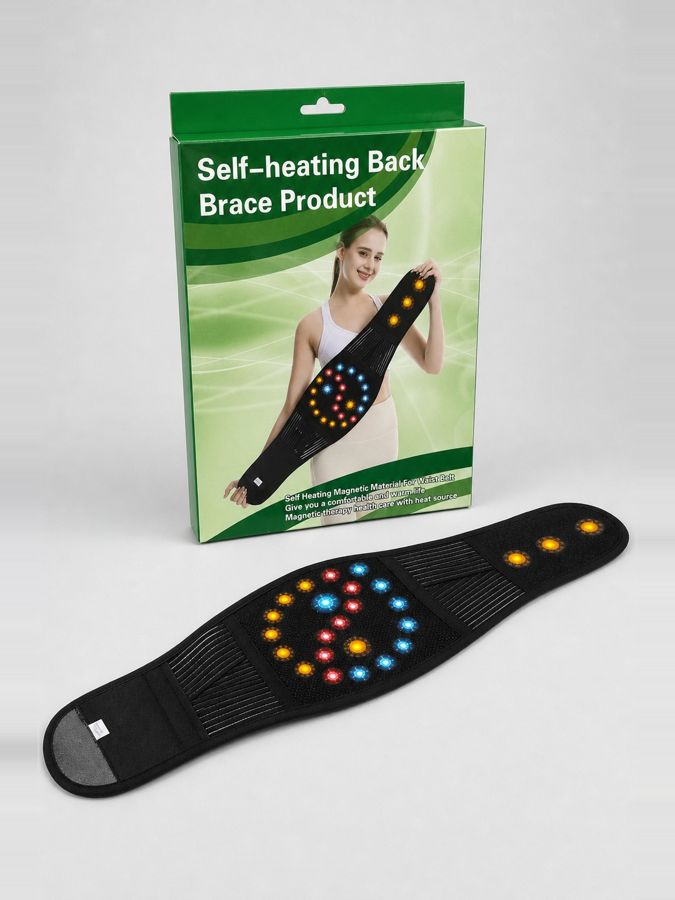 Self-heating Back
Brace Product
Self Heating Magnetic Material For Waist Belt
Give you a comfortable and warm life
Magnetic therapy health care with heat source